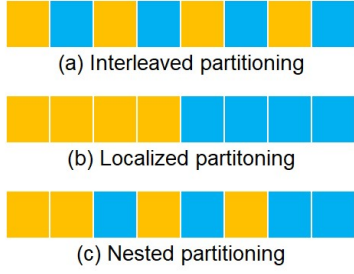 (a) Interleaved partitioning
(b) Localized partitoning
(c) Nested partitioning